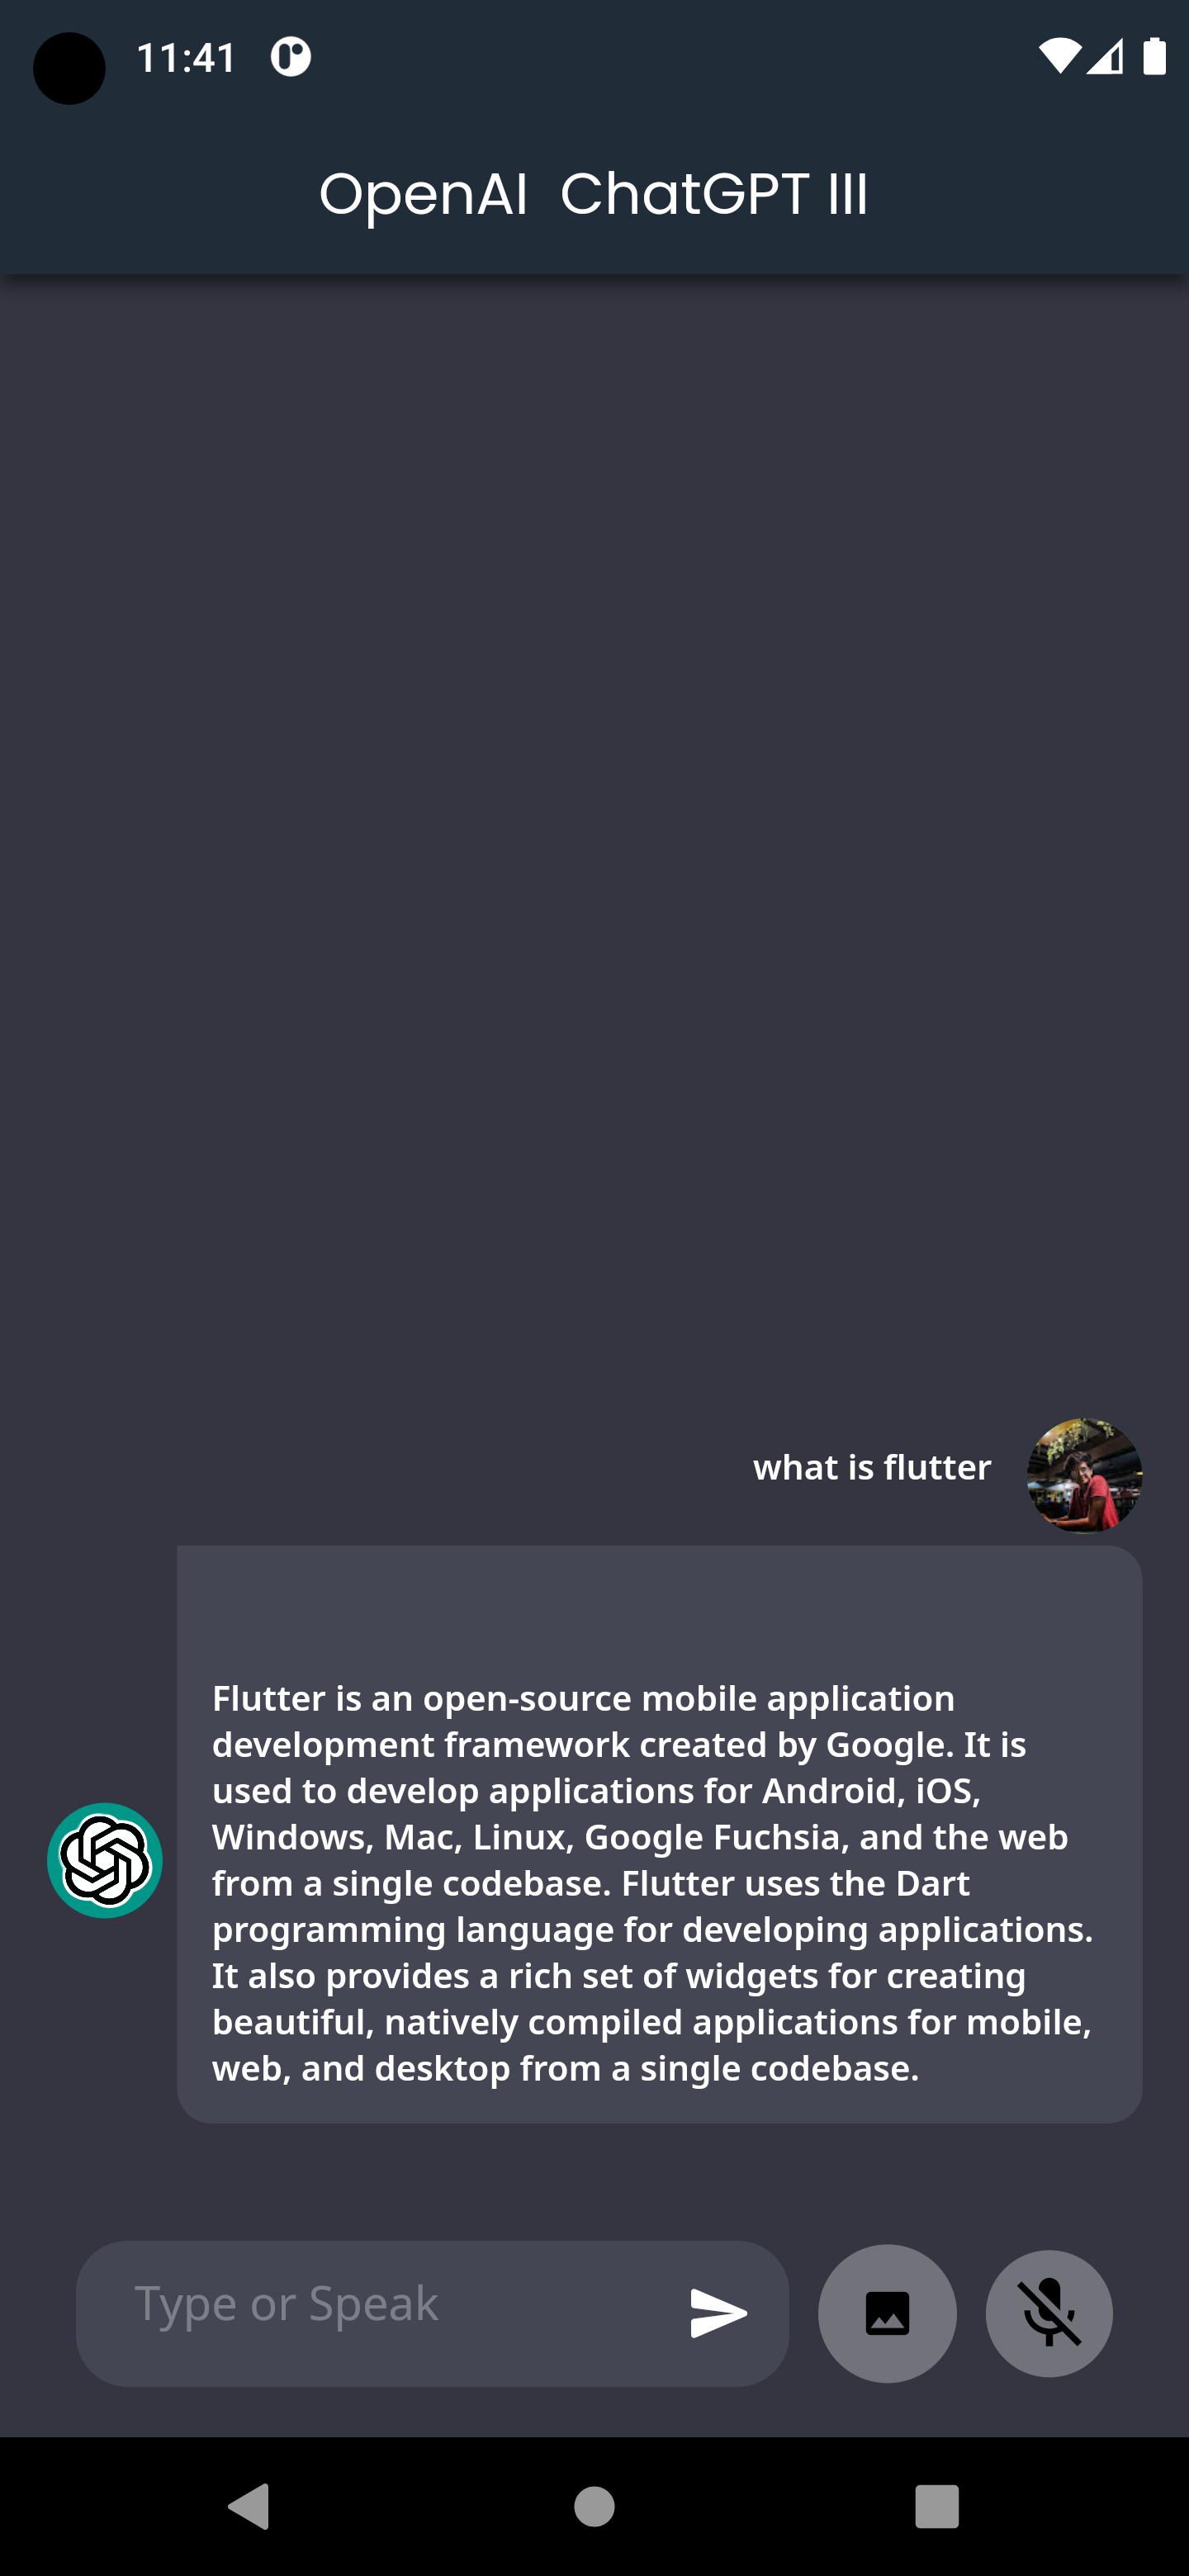 11:41
OpenAI ChatGPT III
what is flutter
Flutter is an open-source mobile application
development framework created by Google. It is
used to develop applications for Android, iOS,
Windows, Mac, Linux, Google Fuchsia, and the web
from a single codebase. Flutter uses the Dart
programming language for developing applications.
It also provides a rich set of widgets for creating
beautiful, natively compiled applications for mobile,
web, and desktop from a single codebase.
Type or Speak